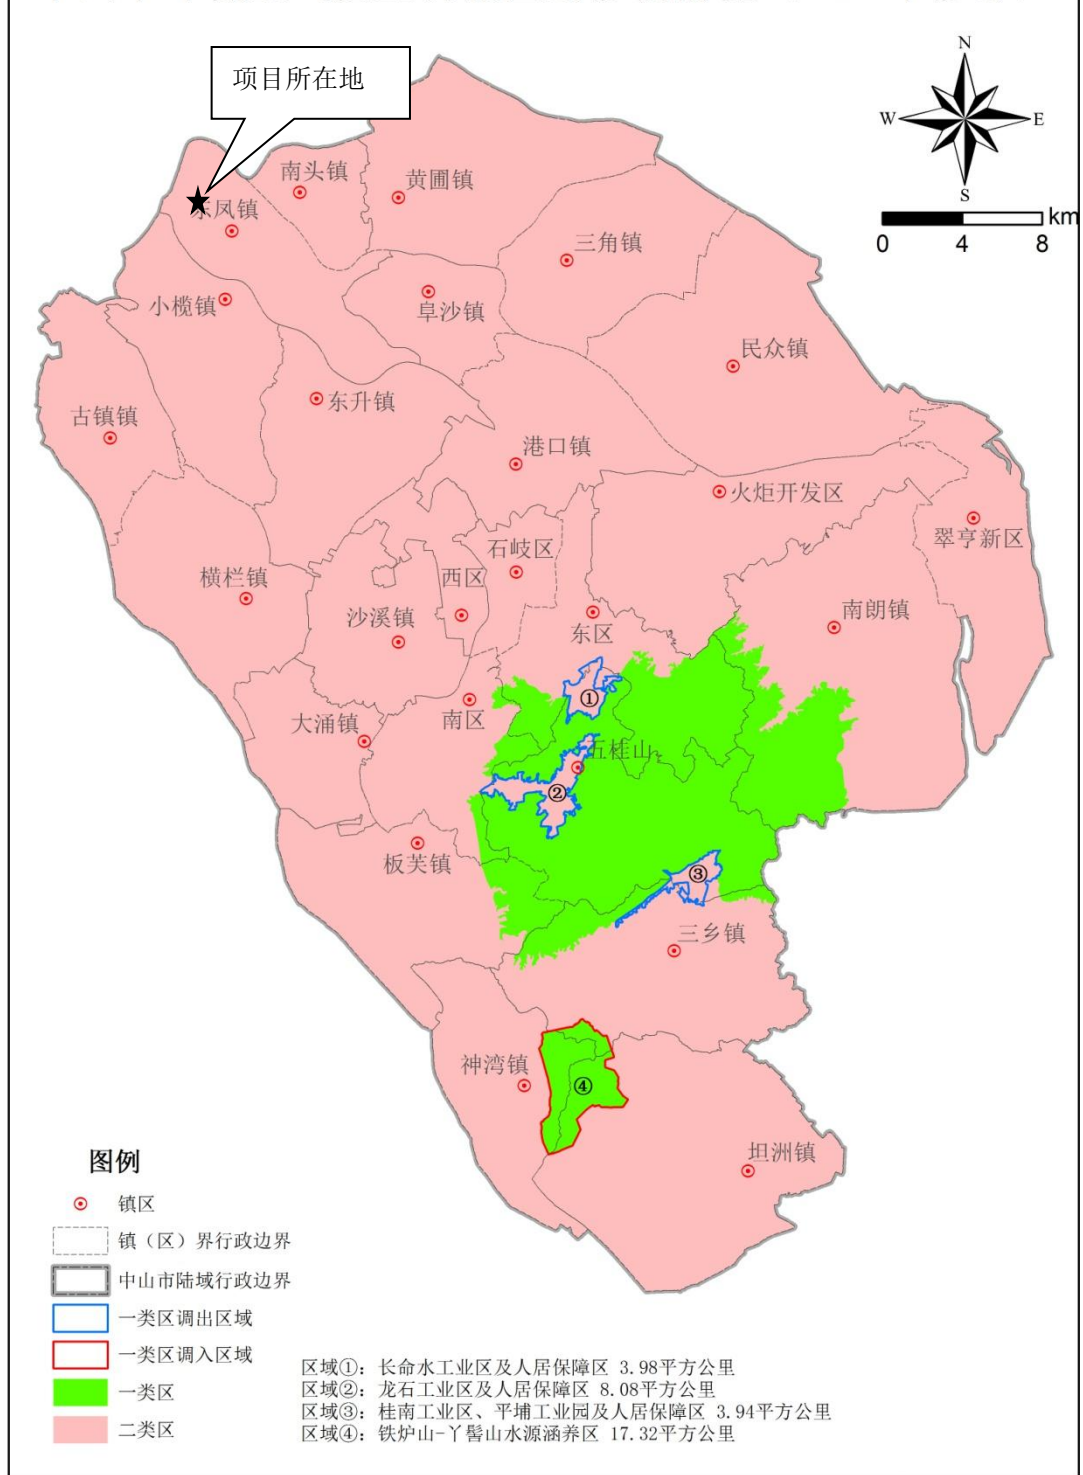 项目所在地
N
W
E
S
km
0 4 8
南头镇
黄圃镇
东凤镇
三角镇
小榄镇
阜沙镇
民众镇
古镇镇
东升镇
港口镇
火炬开发区
翠亨新区
石岐区
横栏镇
西区
沙溪镇
东区
南朗镇
①
大涌镇
南区
五桂山
②
板芙镇
③
三乡镇
神湾镇
④
坦洲镇
图例
镇区
镇（区）界行政边界
中山市陆域行政边界
一类区调出区域
一类区调入区域
一类区
二类区
区域①：长命水工业区及人居保障区 3.98平方公里
区域②：龙石工业区及人居保障区 8.08平方公里
区域③：桂南工业区、平埔工业园及人居保障区 3.94平方公里
区域④：铁炉山-丫髻山水源涵养区 17.32平方公里